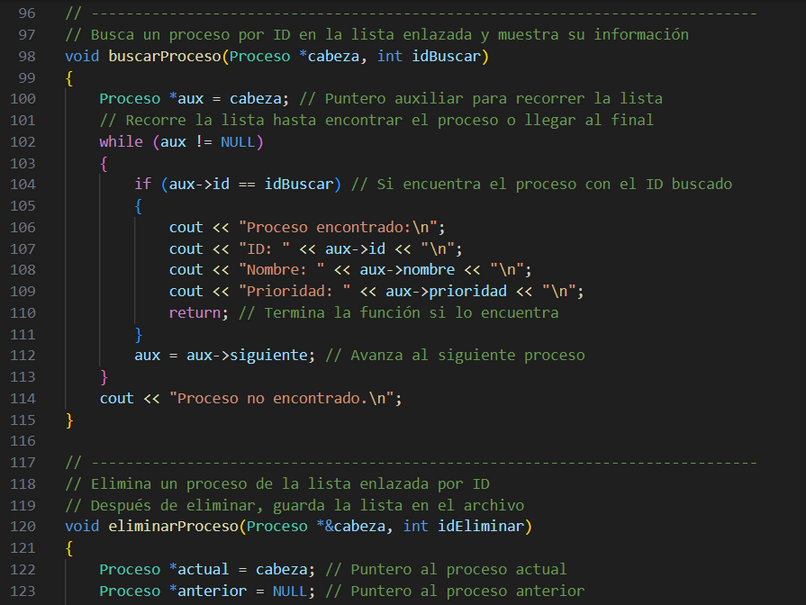 96 // -----------------------------------------------------------------------------
97 // Busca un proceso por ID en la lista enlazada y muestra su información
98 void buscarProceso(Proceso *cabeza, int idBuscar)
99 {
100     Proceso *aux = cabeza; // Puntero auxiliar para recorrer la lista
101     // Recorre la lista hasta encontrar el proceso o llegar al final
102     while (aux != NULL)
103     {
104         if (aux->id == idBuscar) // Si encuentra el proceso con el ID buscado
105         {
106             cout << "Proceso encontrado:\n";
107             cout << "ID: " << aux->id << "\n";
108             cout << "Nombre: " << aux->nombre << "\n";
109             cout << "Prioridad: " << aux->prioridad << "\n";
110             return; // Termina la función si lo encuentra
111         }
112         aux = aux->siguiente; // Avanza al siguiente proceso
113     }
114     cout << "Proceso no encontrado.\n";
115 }
116
117 // -----------------------------------------------------------------------------
118 // Elimina un proceso de la lista enlazada por ID
119 // Después de eliminar, guarda la lista en el archivo
120 void eliminarProceso(Proceso *&cabeza, int idEliminar)
121 {
122     Proceso *actual = cabeza; // Puntero al proceso actual
123     Proceso *anterior = NULL; // Puntero al proceso anterior